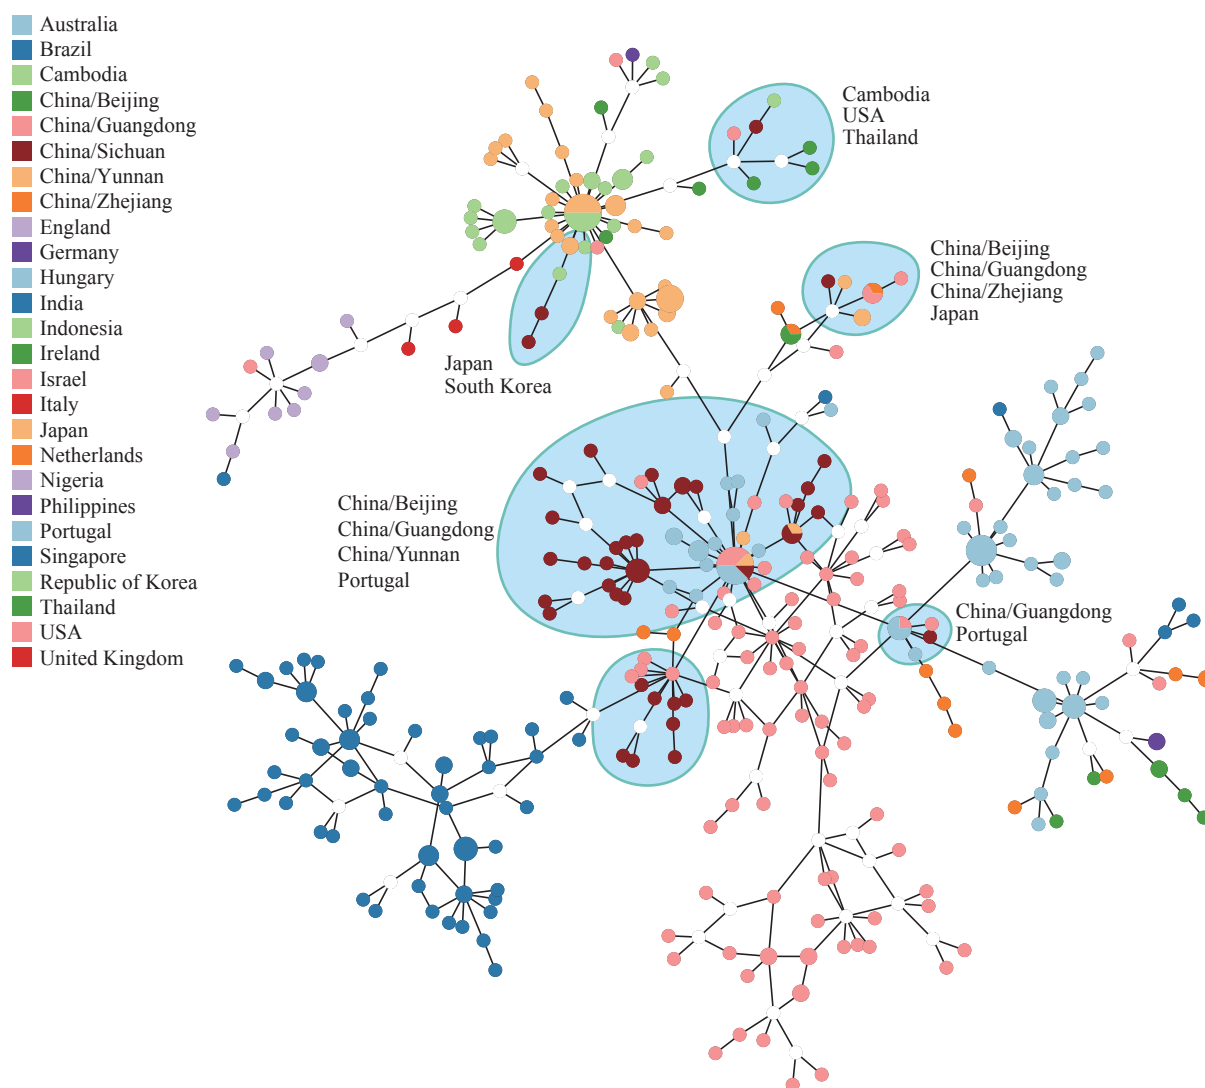 Australia
Brazil
Cambodia
China/Beijing
China/Guangdong
China/Sichuan
China/Yunnan
China/Zhejiang
England
Germany
Hungary
India
Indonesia
Ireland
Israel
Italy
Japan
Netherlands
Nigeria
Philippines
Portugal
Singapore
Republic of Korea
Thailand
USA
United Kingdom
Cambodia
USA
Thailand
China/Beijing
China/Guangdong
China/Zhejiang
Japan
Japan
South Korea
China/Beijing
China/Guangdong
China/Yunnan
Portugal
China/Guangdong
Portugal